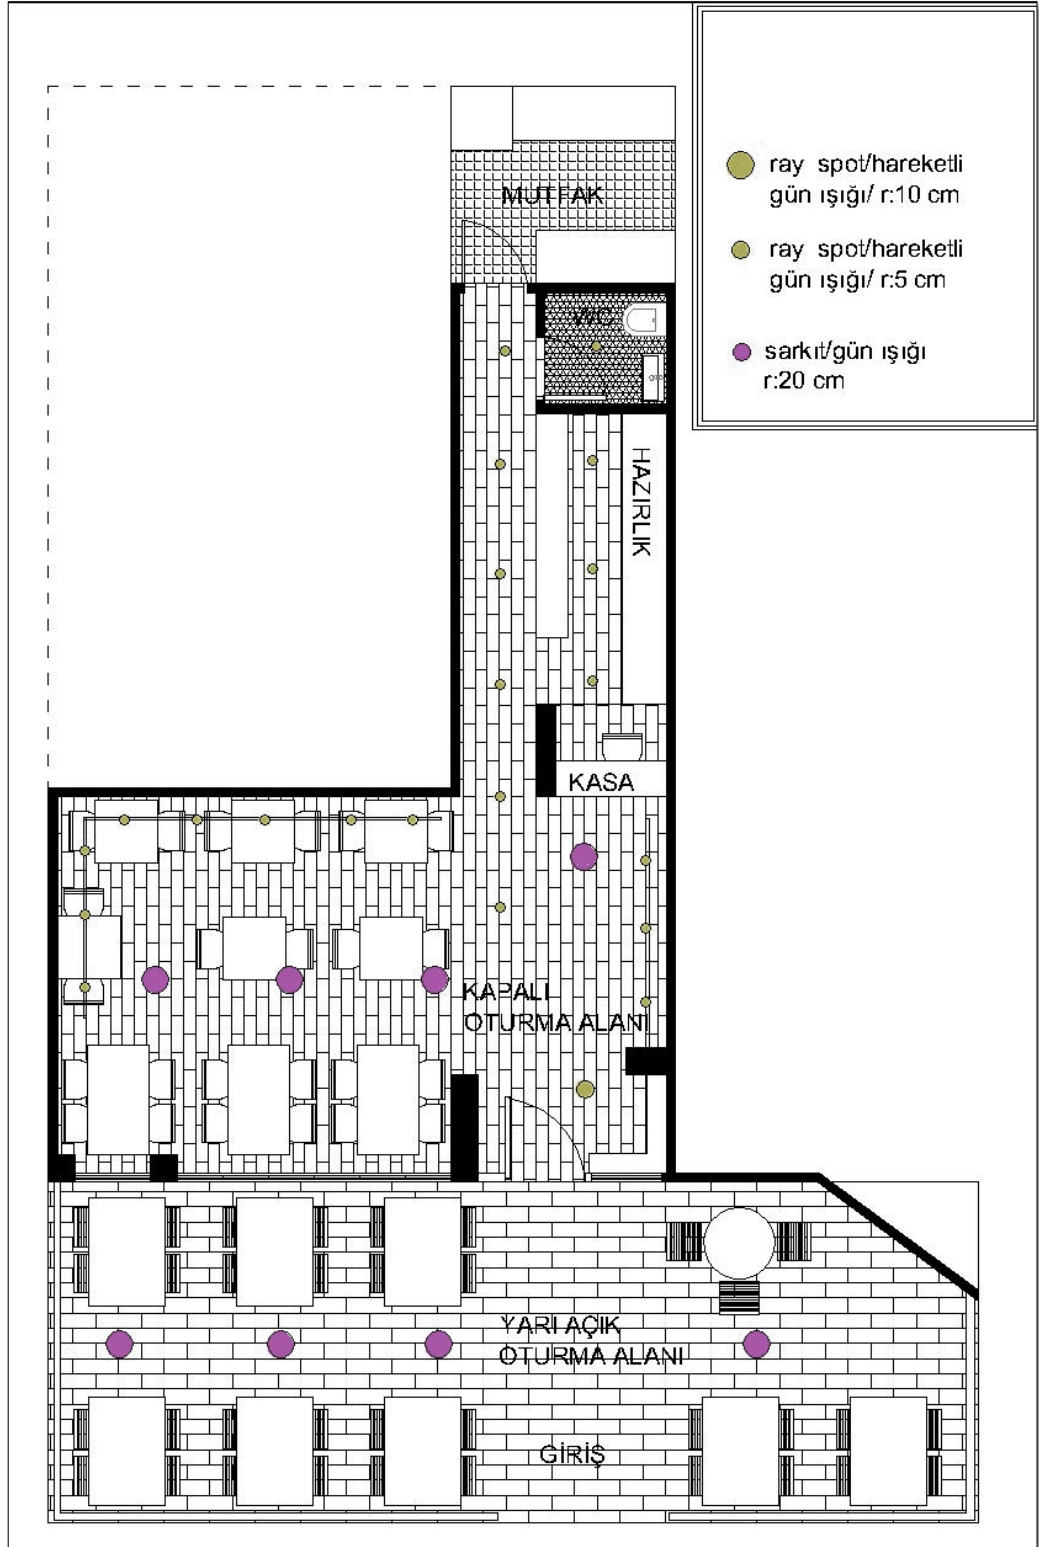 MUTFAK
WC
HAZIRLIK
KASA
KAPALI
OTURMA ALANI
YARI AÇIK
OTURMA ALANI
GİRİŞ
ray spot/hareketli
gün ışığı/ r:10 cm
ray spot/hareketli
gün ışığı/ r:5 cm
sarkıt/gün ışığı
r:20 cm